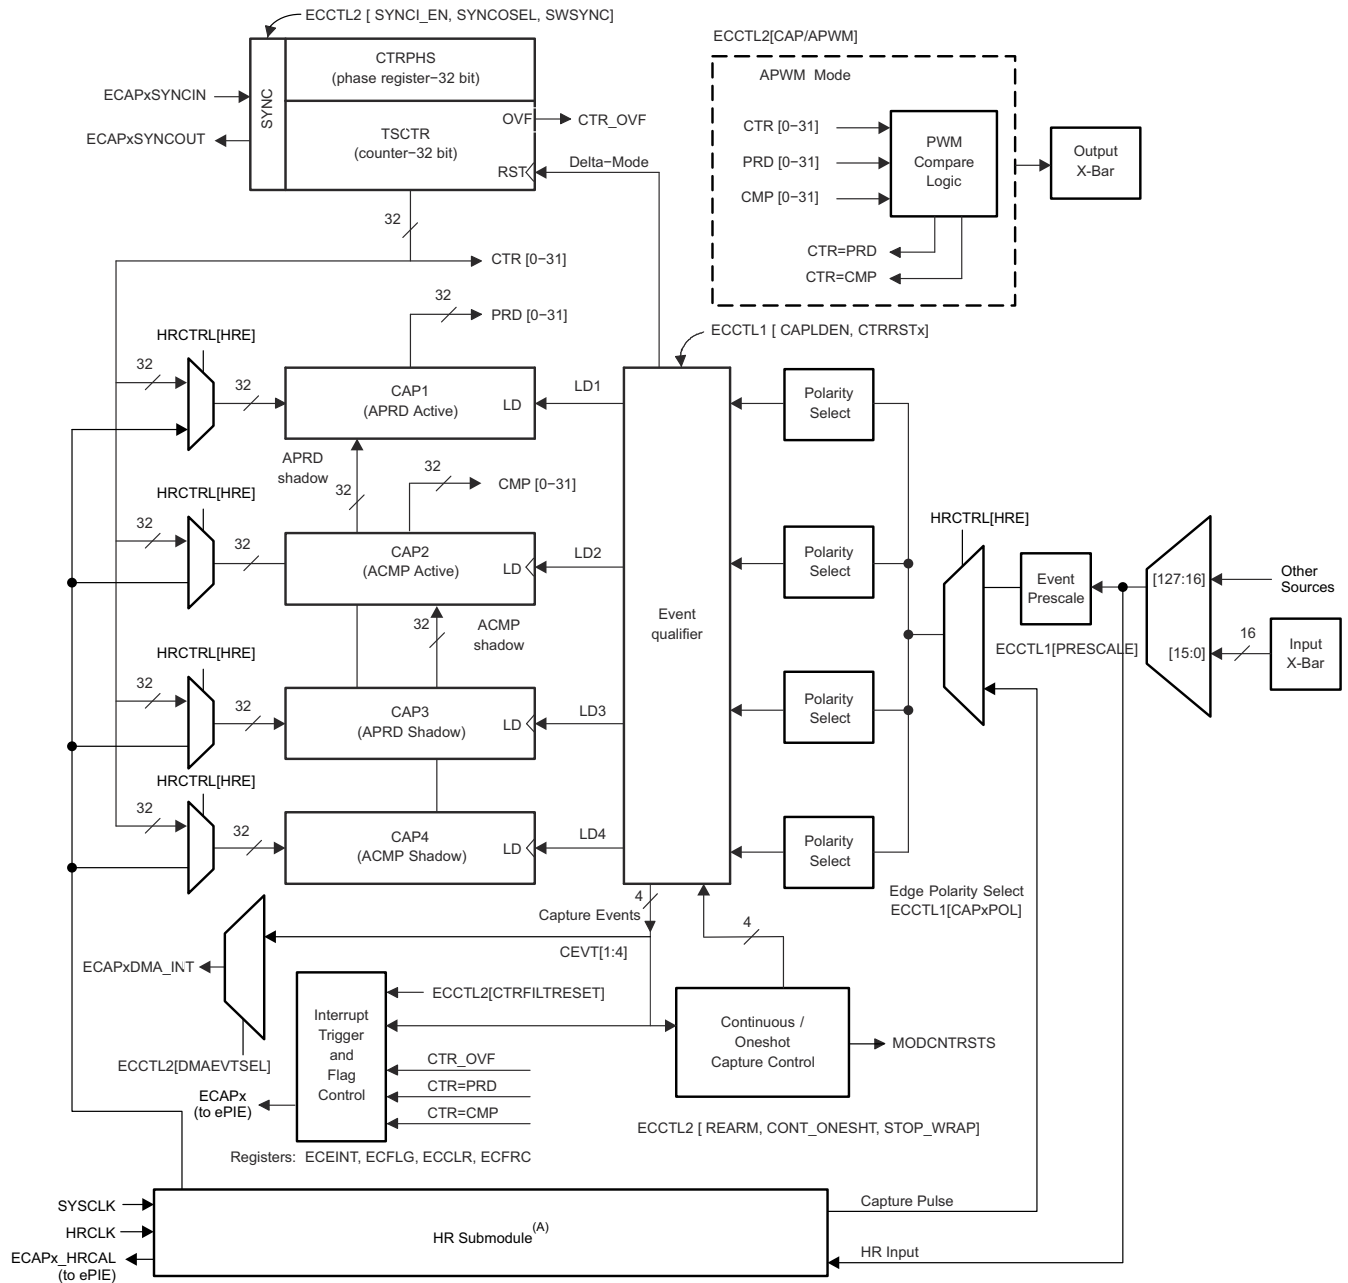 ECCTL2 [ SYNCI_EN, SYNCOSEL, SWSYNC]
SYNC
CTRPHS
(phase register−32 bit)
TSCTR
(counter−32 bit)
OVF
RST
ECAPxSYNCIN
ECAPxSYNCOUT
CTR_OVF
Delta−Mode
ECCTL2[CAP/APWM]
APWM Mode
CTR [0−31]
PRD [0−31]
CMP [0−31]
PWM
Compare
Logic
CTR=PRD
CTR=CMP
Output
X-Bar
32
CTR [0−31]
32
PRD [0−31]
ECCTL1 [ CAPLDEN, CTRRSTx]
HRCTRL[HRE]
32
32
CAP1
(APRD Active)
LD
LD1
Polarity
Select
APRD
shadow
32
32
CMP [0−31]
HRCTRL[HRE]
32
32
CAP2
(ACMP Active)
LD
LD2
Polarity
Select
Event
qualifier
32
ACMP
shadow
HRCTRL[HRE]
Event
Prescale
ECCTL1[PRESCALE]
[127:16]
[15:0]
Other
Sources
16
Input
X-Bar
HRCTRL[HRE]
32
32
CAP3
(APRD Shadow)
LD
LD3
Polarity
Select
HRCTRL[HRE]
32
32
CAP4
(ACMP Shadow)
LD
LD4
Polarity
Select
Edge Polarity Select
ECCTL1[CAPxPOL]
4
Capture Events
CEVT[1:4]
4
ECAPxDMA_INT
ECCTL2[DMAEVTSEL]
Interrupt
Trigger
and
Flag
Control
ECCTL2[CTRFILTRESET]
CTR_OVF
CTR=PRD
CTR=CMP
ECAPx
(to ePIE)
Continuous /
Oneshot
Capture Control
MODCNTRSTS
ECCTL2 [ REARM, CONT_ONESHT, STOP_WRAP]
Registers: ECEINT, ECFLG, ECCLR, ECFRC
SYSCLK
HRCLK
ECAPx_HRCAL
(to ePIE)
HR Submodule(A)
Capture Pulse
HR Input